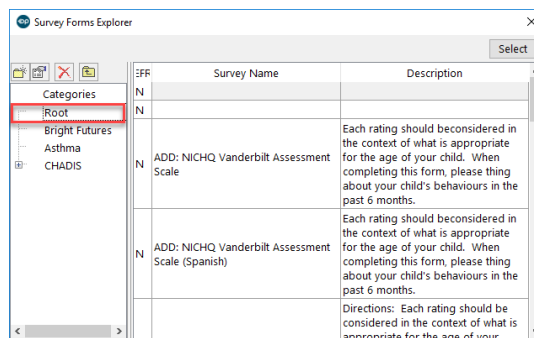 Survey Forms Explorer
Select
Categories
Root
Bright Futures
Asthma
CHADIS
EFR Survey Name Description
N
N
N ADD: NICHQ Vanderbilt Assessment
Scale
Each rating should beconsidered in
the context of what is appropriate
for the age of your child. When
completing this form, please thing
about your child's behaviours in the
past 6 months.
N ADD: NICHQ Vanderbilt Assessment
Scale (Spanish)
Each rating should beconsidered in
the context of what is appropriate
for the age of your child. When
completing this form, please thing
about your child's behaviours in the
past 6 months.
Directions: Each rating should be
considered in the context of what is
appropriate for the age of your